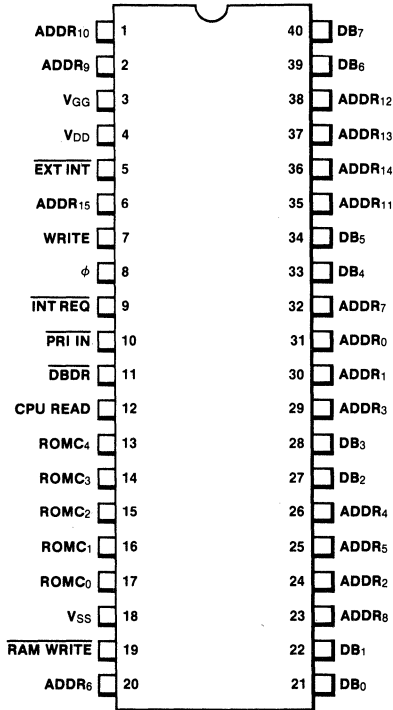 ADDR₁₀ 1 40 DB₇
ADDR₉ 2 39 DB₆
V_GG 3 38 ADDR₁₂
V_DD 4 37 ADDR₁₃
EXT INT 5 36 ADDR₁₄
ADDR₁₅ 6 35 ADDR₁₁
WRITE 7 34 DB₅
ϕ 8 33 DB₄
INT REQ 9 32 ADDR₇
PRI IN 10 31 ADDR₀
DBDR 11 30 ADDR₁
CPU READ 12 29 ADDR₃
ROMC₄ 13 28 DB₃
ROMC₃ 14 27 DB₂
ROMC₂ 15 26 ADDR₄
ROMC₁ 16 25 ADDR₅
ROMC₀ 17 24 ADDR₂
V_SS 18 23 ADDR₈
RAM WRITE 19 22 DB₁
ADDR₆ 20 21 DB₀